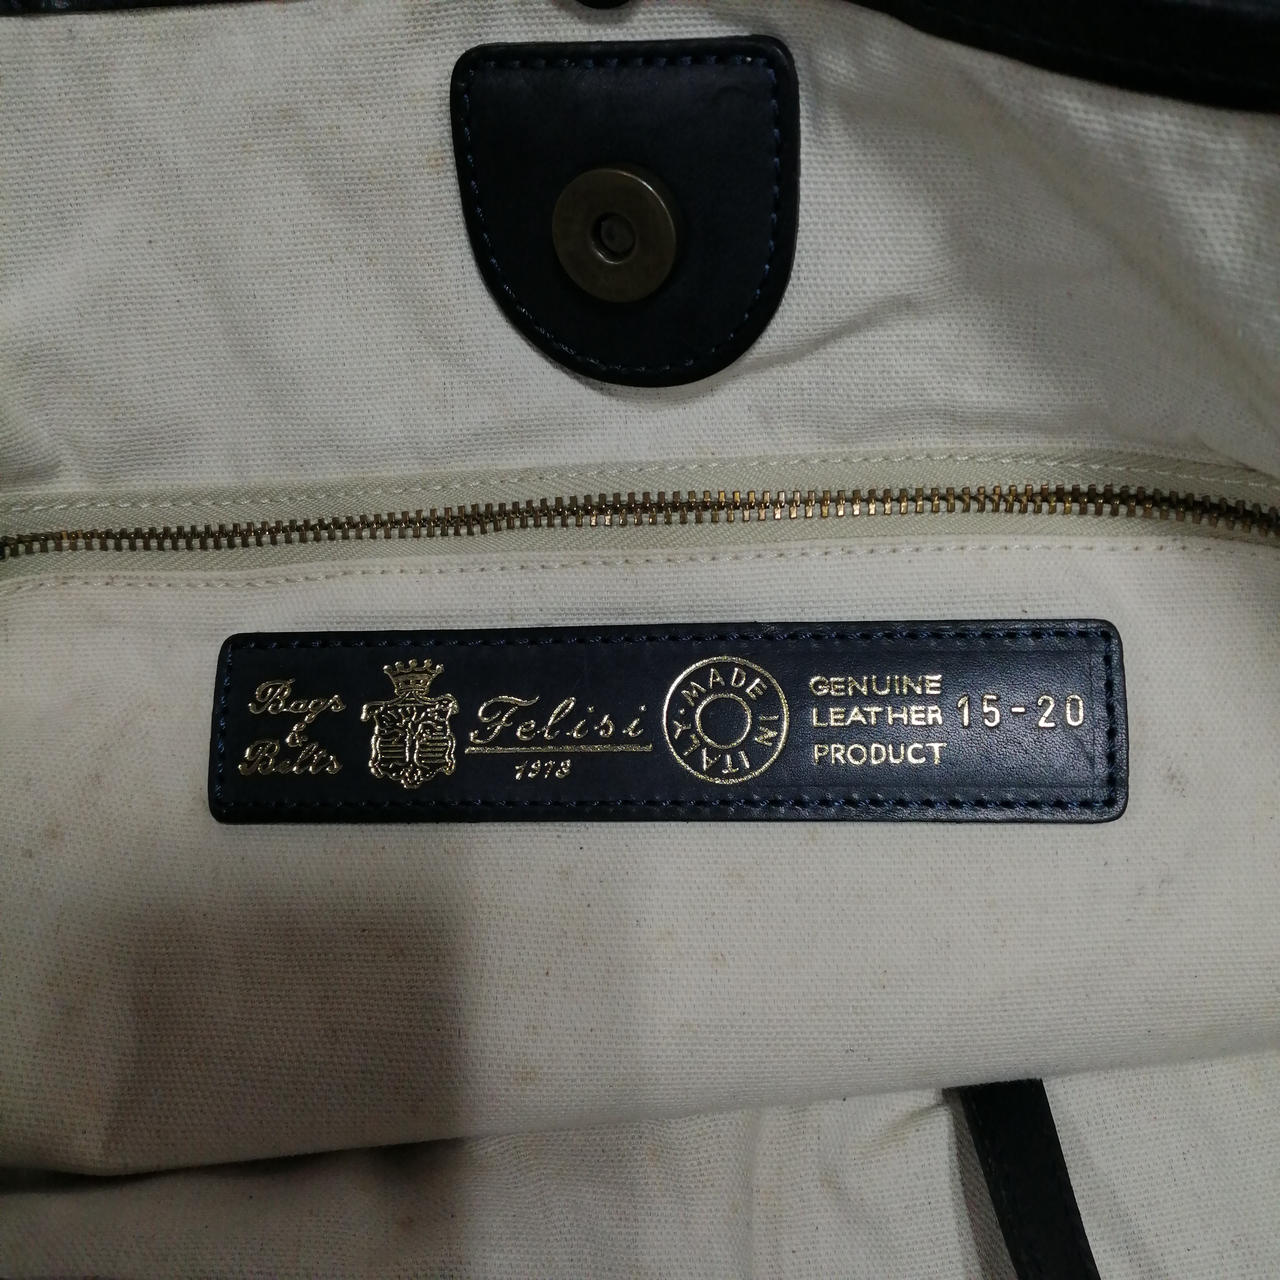 Bags
&
Belts
Felisi
1973
MADE IN ITALY
GENUINE
LEATHER
PRODUCT
15-20